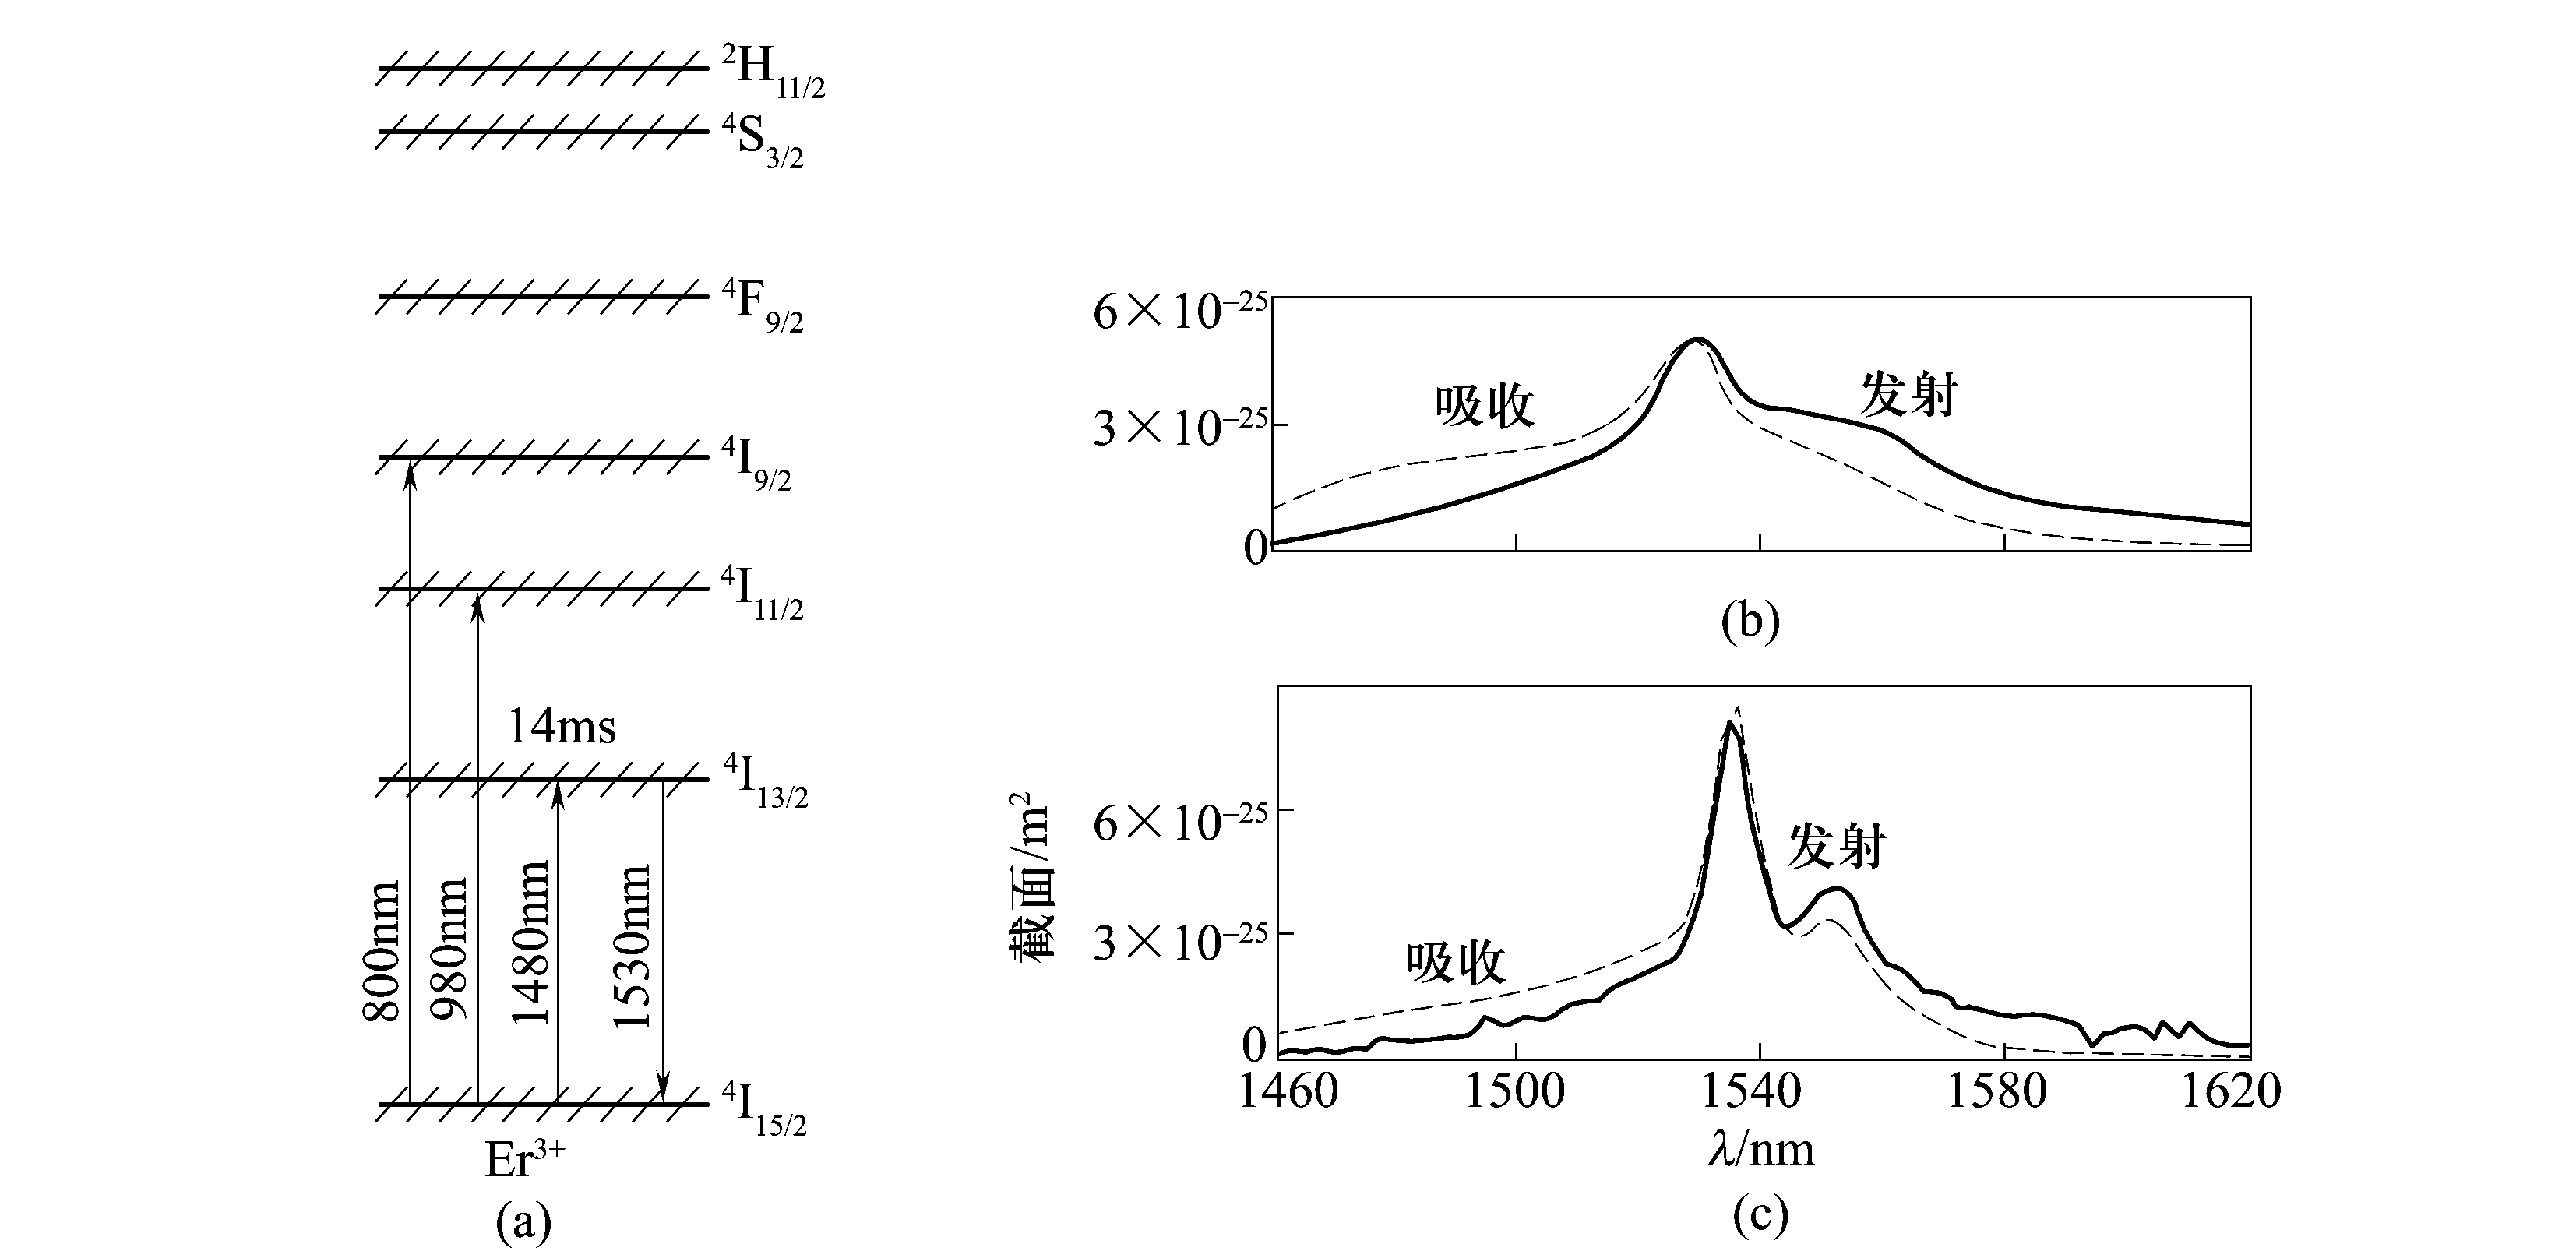 ²H₁₁/₂
⁴S₃/₂
⁴F₉/₂
⁴I₉/₂
⁴I₁₁/₂
14ms
⁴I₁₃/₂
800nm
980nm
1480nm
1530nm
⁴I₁₅/₂
Er³⁺
(a)
6×10⁻²⁵
3×10⁻²⁵
0
吸收
发射
(b)
截面/m²
6×10⁻²⁵
3×10⁻²⁵
0
吸收
发射
1460 1500 1540 1580 1620
λ/nm
(c)